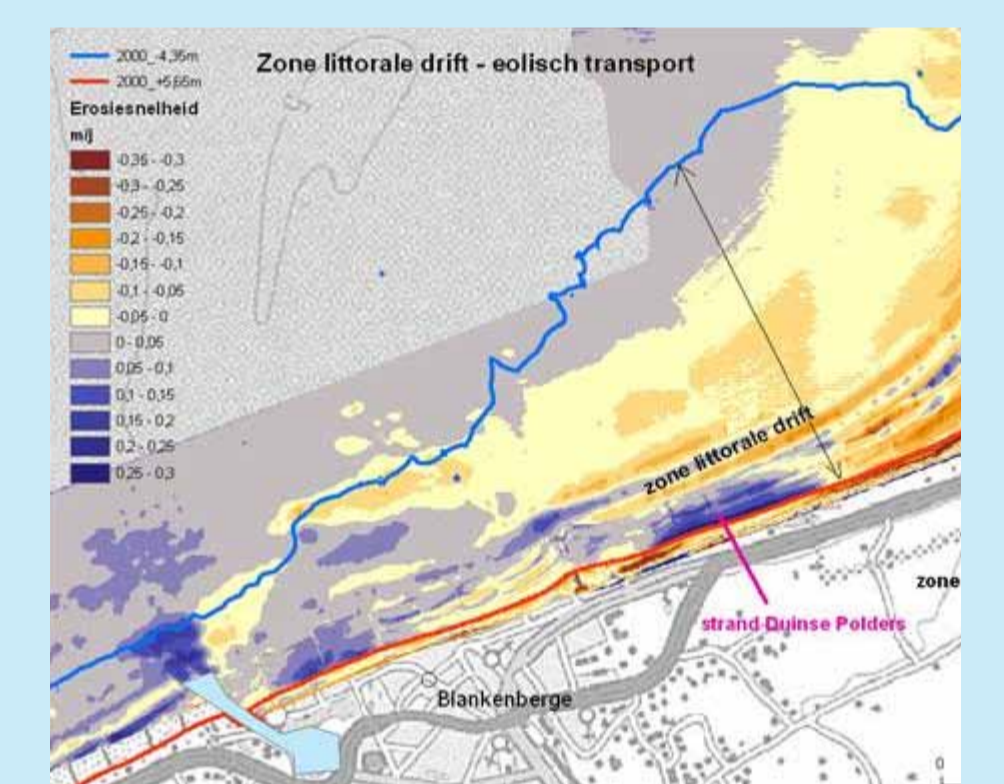 2000_-4,35m
2000_+5,65m
Zone littorale drift - eolisch transport
Erosiesnelheid
m/j
-0,35 - -0,3
-0,3 - -0,25
-0,25 - -0,2
-0,2 - -0,15
-0,15 - -0,1
-0,1 - -0,05
-0,05 - 0
0 - 0,05
0,05 - 0,1
0,1 - 0,15
0,15 - 0,2
0,2 - 0,25
0,25 - 0,3
zone littorale drift
zone
strand Duinse Polders
Blankenberge
0